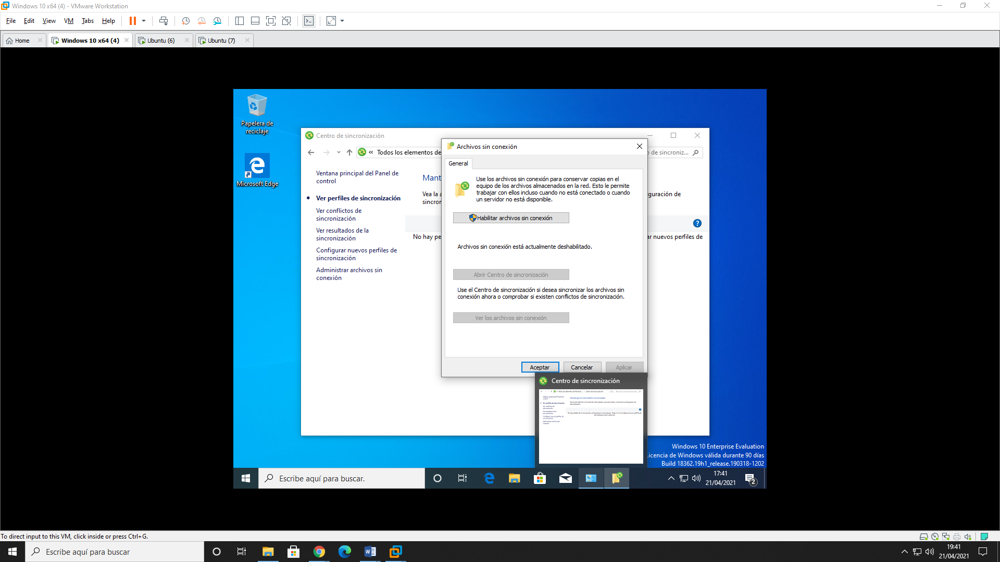 Windows 10 x64 (4) - VMware Workstation
File Edit View VM Tabs Help
Home
Windows 10 x64 (4)
Ubuntu (6)
Ubuntu (7)
Papelera de
reciclaje
Microsoft Edge
Centro de sincronización
« Todos los elementos de
o de sincroniz...
Ventana principal del Panel de
control
Ver perfiles de sincronización
Ver conflictos de
sincronización
Ver resultados de la
sincronización
Configurar nuevos perfiles de
sincronización
Administrar archivos sin
conexión
Mant
Vea la a
sincror
guración de
No hay pe
ar nuevos perfiles de
Archivos sin conexión
General
Use los archivos sin conexión para conservar copias en el
equipo de los archivos almacenados en la red. Esto le permite
trabajar con ellos incluso cuando no está conectado o cuando
un servidor no está disponible.
Habilitar archivos sin conexión
Archivos sin conexión está actualmente deshabilitado.
Abrir Centro de sincronización
Use el Centro de sincronización si desea sincronizar los archivos sin
conexión ahora o comprobar si existen conflictos de sincronización.
Ver los archivos sin conexión
Aceptar
Cancelar
Aplicar
Centro de sincronización
Windows 10 Enterprise Evaluation
Licencia de Windows válida durante 90 días
Build 18362.19h1_release.190318-1202
Escribe aquí para buscar.
17:41
21/04/2021
2
To direct input to this VM, click inside or press Ctrl+G.
Escribe aquí para buscar
19:41
21/04/2021